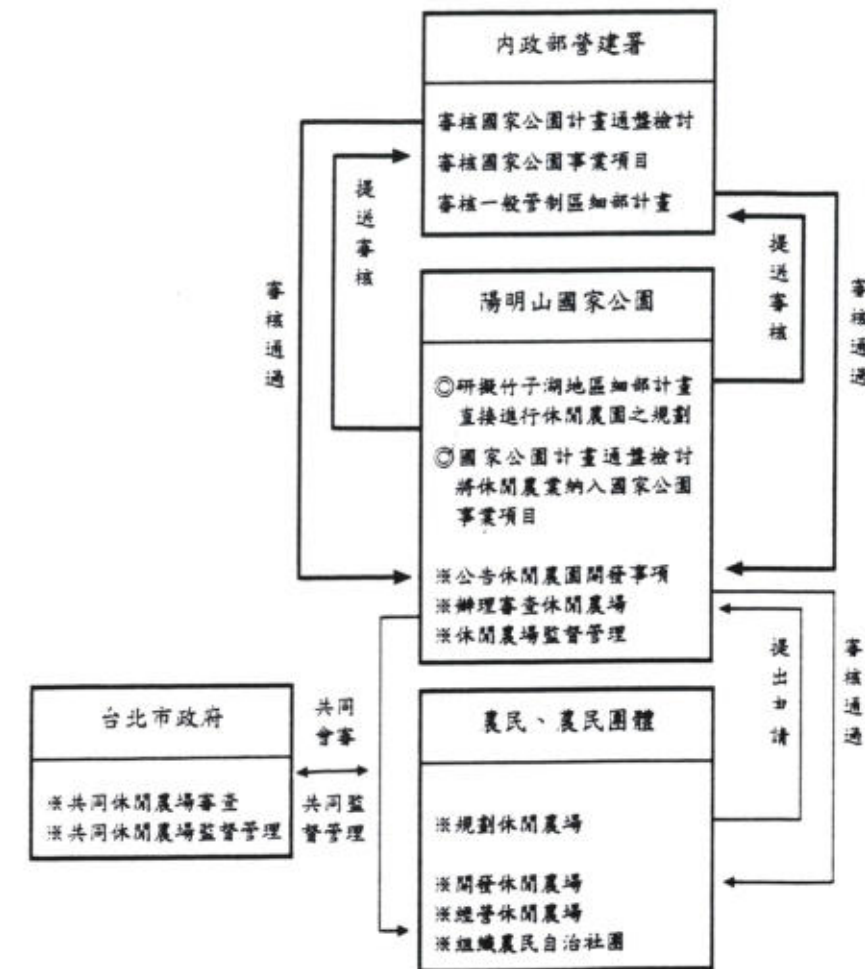 內政部營建署
審核國家公園計畫通盤檢討
審核國家公園事業項目
審核一般管制區細部計畫
提送審核
審核通過
提送審核
審核通過
陽明山國家公園
◎研擬竹子湖地區細部計畫
直接進行休閒農園之規劃
◎國家公園計畫通盤檢討
將休閒農業納入國家公園
事業項目
※公告休閒農園開發事項
※辦理審查休閒農場
※休閒農場監督管理
提出申請
審核通過
台北市政府
※共同休閒農場審查
※共同休閒農場監督管理
共同
會審
共同監
督管理
農民、農民團體
※規劃休閒農場
※開發休閒農場
※經營休閒農場
※組織農民自治社團